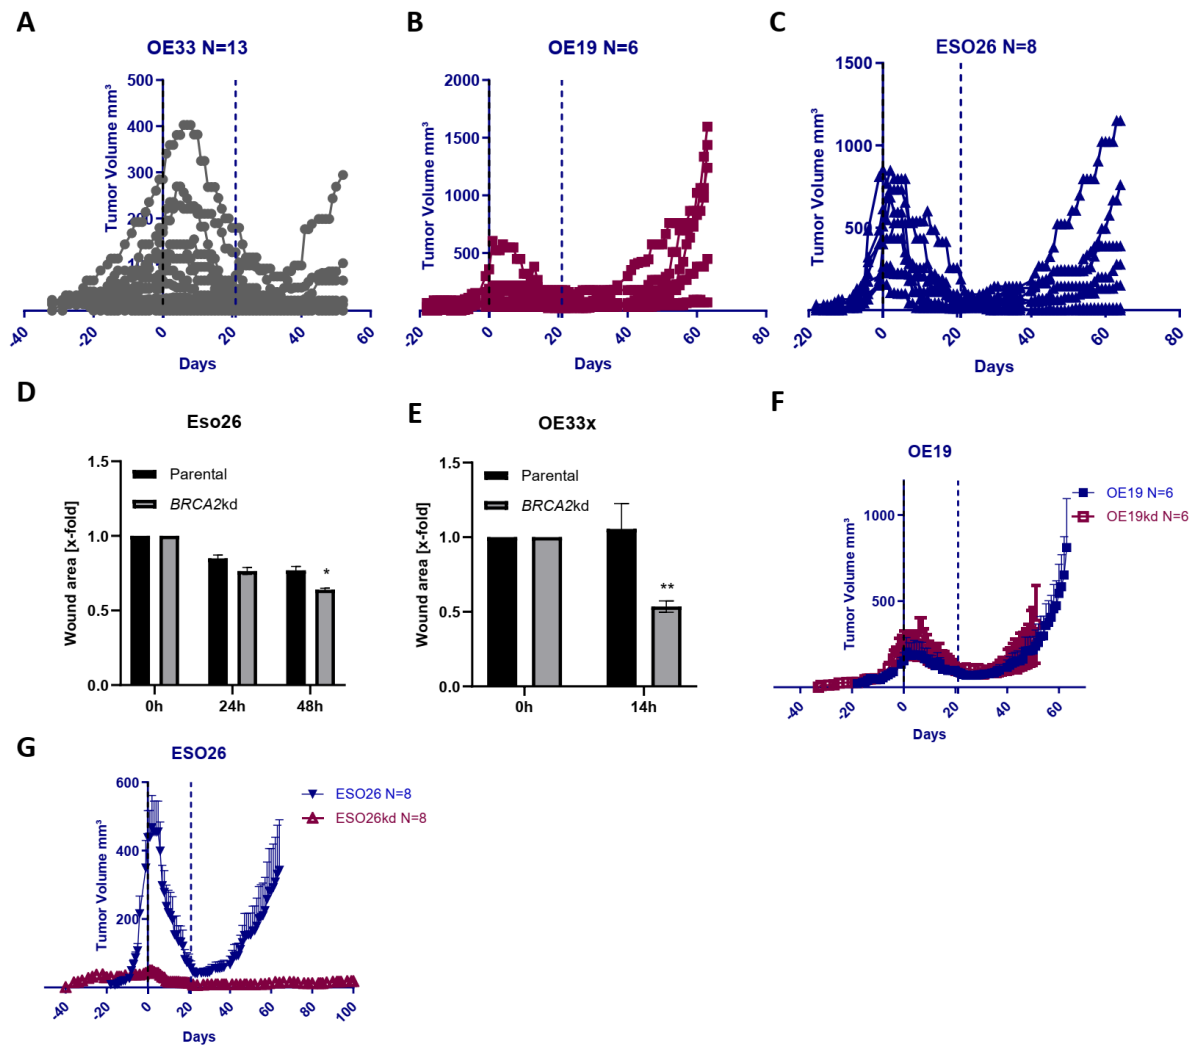 A
OE33 N=13
Tumor Volume mm³
500
400
300
200
-40
-20
0
20
40
60
Days
B
OE19 N=6
Tumor Volume mm³
2000
1500
1000
500
-20
0
20
40
60
80
Days
C
ESO26 N=8
Tumor Volume mm³
1500
1000
500
-20
0
20
40
60
80
Days
D
Eso26
Wound area [x-fold]
1.5
1.0
0.5
0.0
Parental
BRCA2kd
*
0h
24h
48h
E
OE33x
Wound area [x-fold]
1.5
1.0
0.5
0.0
Parental
BRCA2kd
**
0h
14h
F
OE19
Tumor Volume mm³
1000
500
OE19 N=6
OE19kd N=6
-40
-20
0
20
40
60
Days
G
ESO26
Tumor Volume mm³
600
400
200
ESO26 N=8
ESO26kd N=8
-40
-20
0
20
40
60
80
100
Days